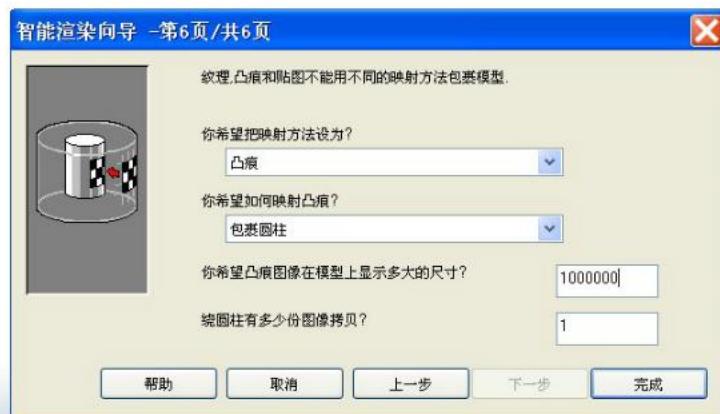 智能渲染向导 -第6页/共6页
纹理,凸痕和贴图不能用不同的映射方法包裹模型.
你希望把映射方法设为?
凸痕
你希望如何映射凸痕?
包裹圆柱
你希望凸痕图像在模型上显示多大的尺寸?
1000000
绕圆柱有多少份图像拷贝?
1
帮助 取消 上一步 下一步 完成